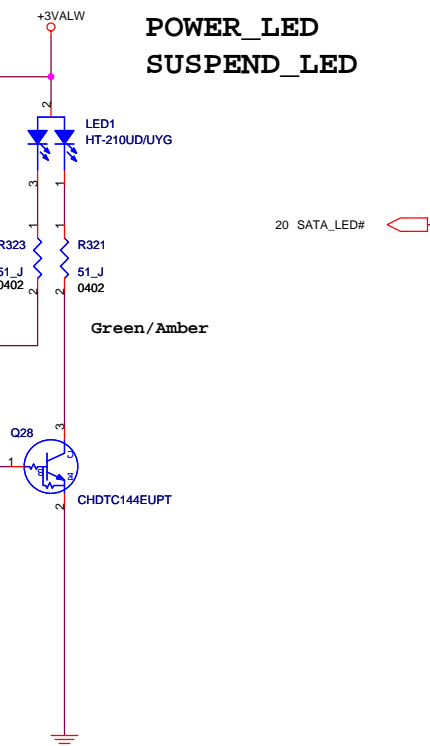 +3VALW
POWER_LED
SUSPEND_LED
2
LED1
HT-210UD/UYG
3
1
1
1
20 SATA_LED#
R323
R321
51_J
51_J
0402
0402
2
2
Green/Amber
3
Q28
1
C
B
E
CHDTC144EUPT
2